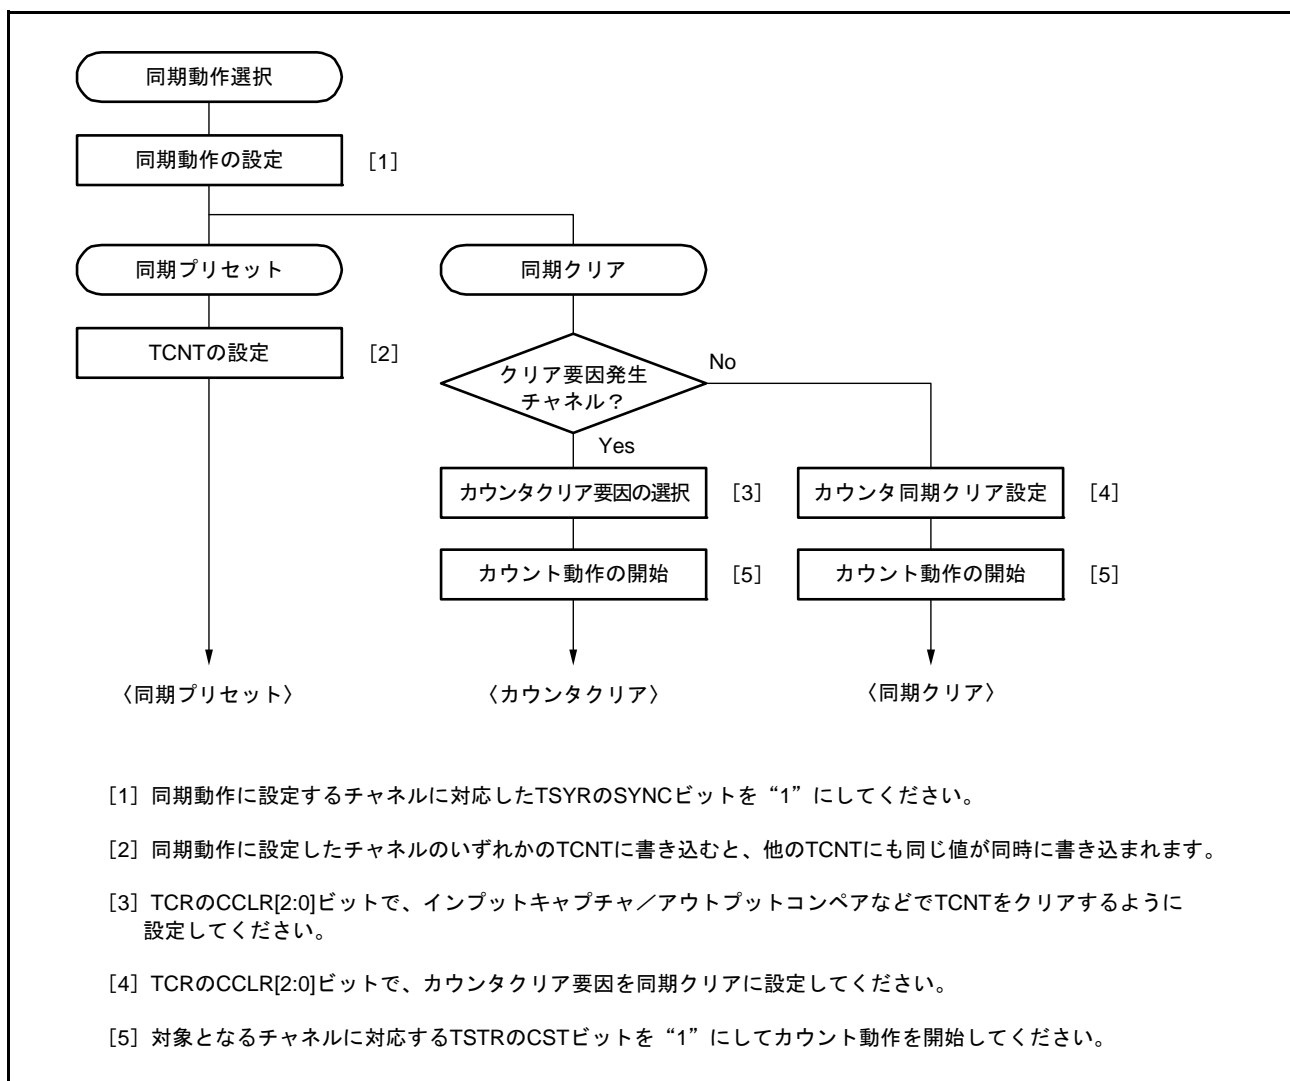 同期動作選択
同期動作の設定 [1]
同期プリセット
同期クリア
TCNTの設定 [2]
クリア要因発生
チャネル？
No
Yes
カウンタクリア要因の選択 [3]
カウンタ同期クリア設定 [4]
カウント動作の開始 [5]
カウント動作の開始 [5]
〈同期プリセット〉
〈カウンタクリア〉
〈同期クリア〉
[1] 同期動作に設定するチャネルに対応したTSYRのSYNCビットを“1”にしてください。
[2] 同期動作に設定したチャネルのいずれかのTCNTに書き込むと、他のTCNTにも同じ値が同時に書き込まれます。
[3] TCRのCCLR[2:0]ビットで、インプットキャプチャ／アウトプットコンペアなどでTCNTをクリアするように
設定してください。
[4] TCRのCCLR[2:0]ビットで、カウンタクリア要因を同期クリアに設定してください。
[5] 対象となるチャネルに対応するTSTRのCSTビットを“1”にしてカウント動作を開始してください。